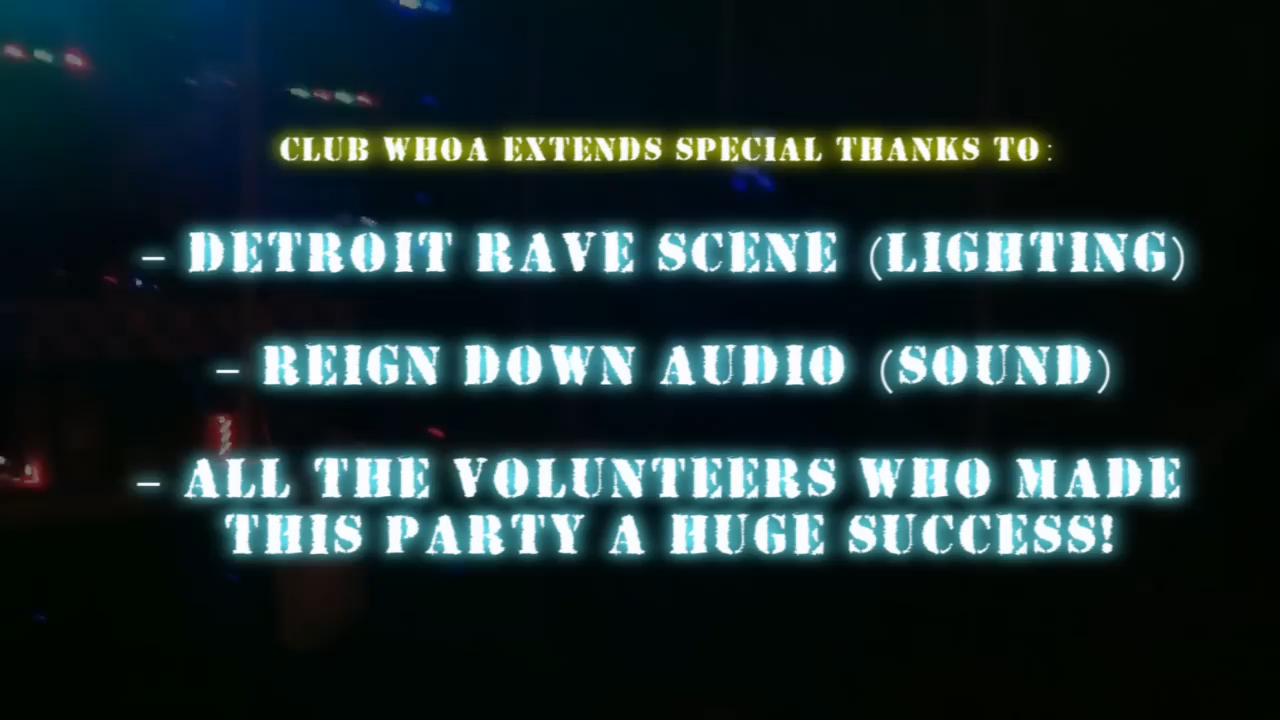 CLUB WHOA EXTENDS SPECIAL THANKS TO:
- DETROIT RAVE SCENE (LIGHTING)
- REIGN DOWN AUDIO (SOUND)
- ALL THE VOLUNTEERS WHO MADE
THIS PARTY A HUGE SUCCESS!